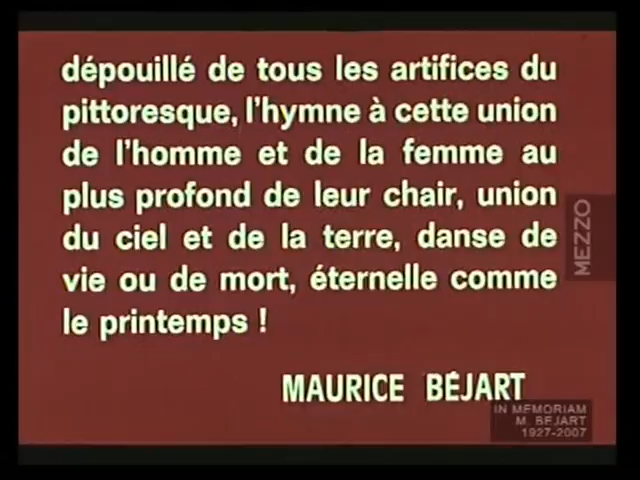 dépouillé de tous les artifices du
pittoresque, l'hymne à cette union
de l'homme et de la femme au
plus profond de leur chair, union
du ciel et de la terre, danse de
vie ou de mort, éternelle comme
le printemps !
MAURICE BÉJART
MEZZO
IN MEMORIAM
M. BEJART
1927-2007